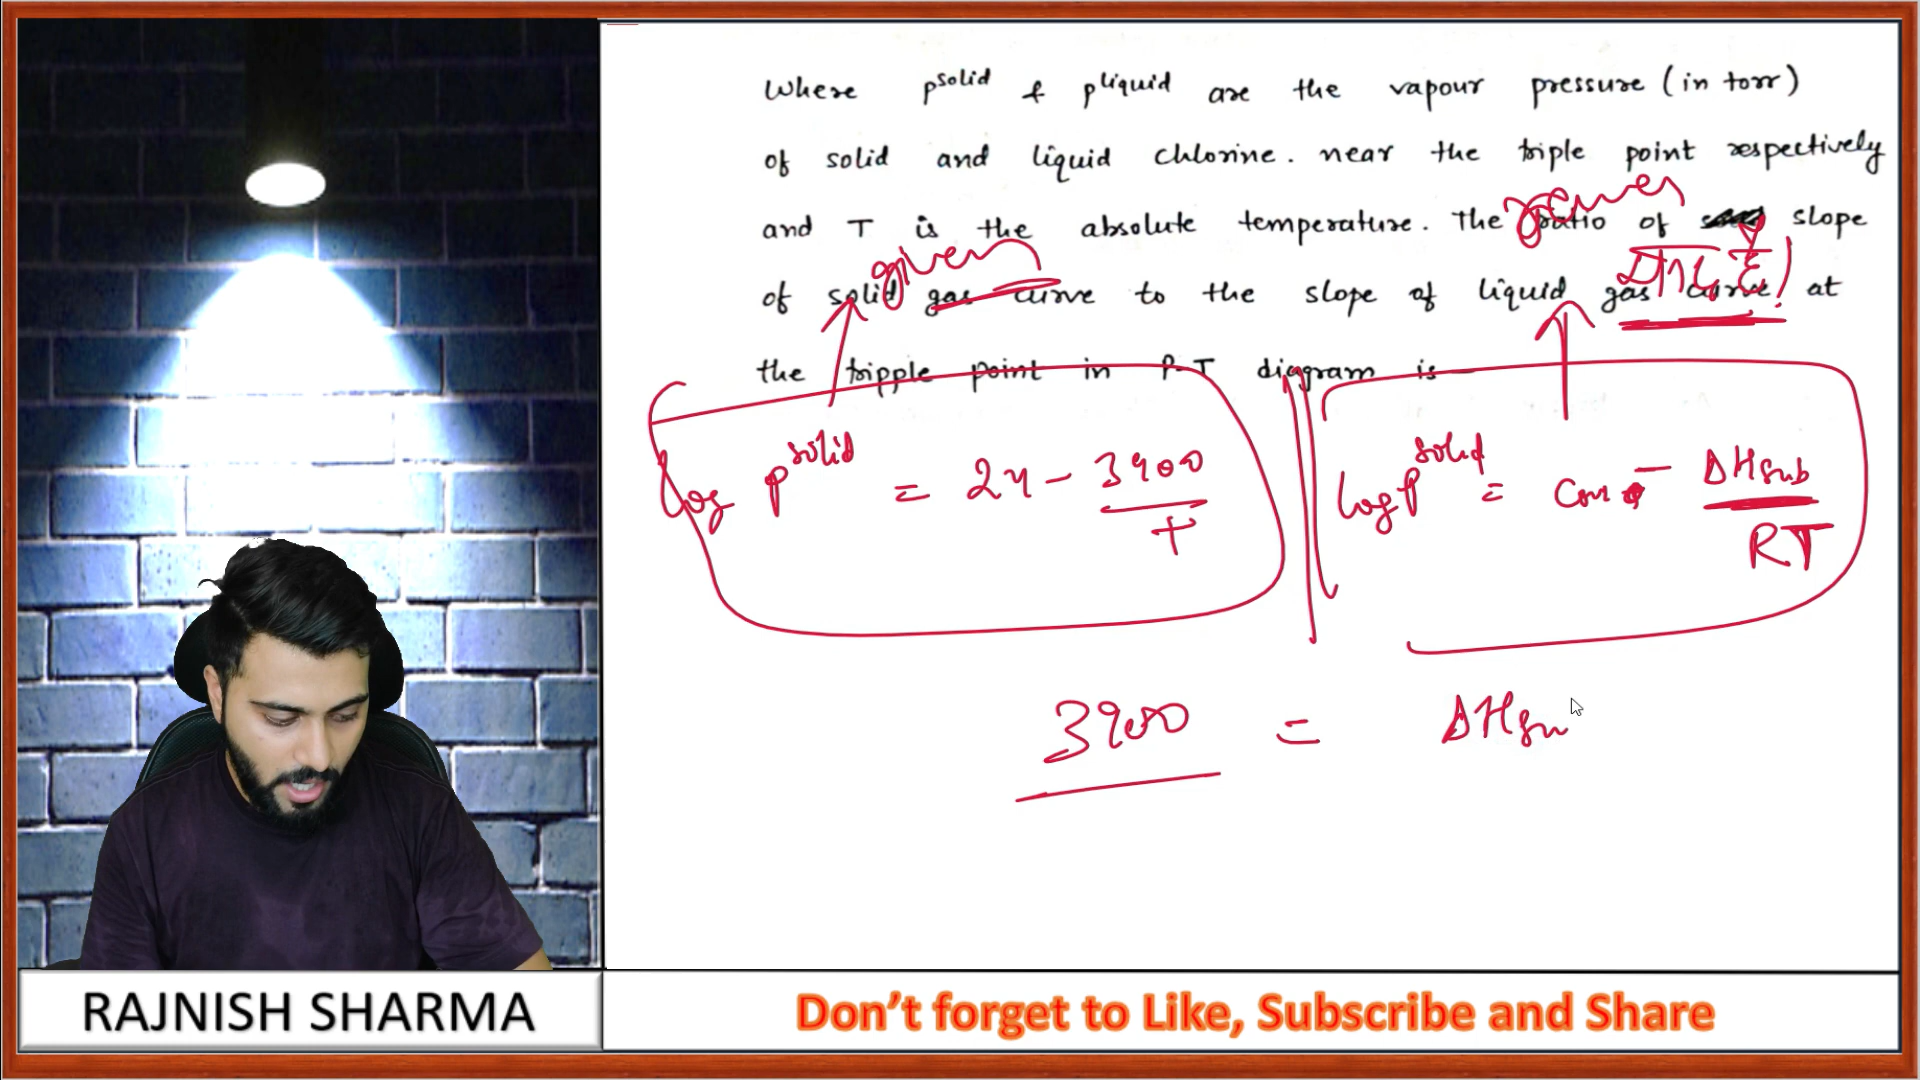 Where P^solid & P^liquid are the vapour pressure (in torr)
of solid and liquid chlorine. near the triple point respectively
and T is the absolute temperature. The ratio of slope
given
of solid gas curve to the slope of liquid gas curve at
the tripple point in P-T diagram is
log P^solid = 24 - 3900/T
log P^solid = - ΔHsub/RT
3900 = ΔHsu
RAJNISH SHARMA
Don't forget to Like, Subscribe and Share